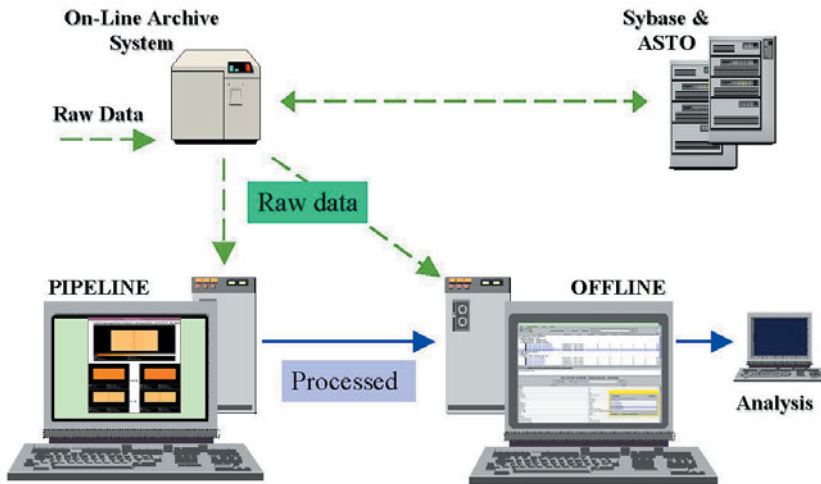 On-Line Archive
System
Sybase &
ASTO
Raw Data
Raw data
PIPELINE
OFFLINE
Processed
Analysis